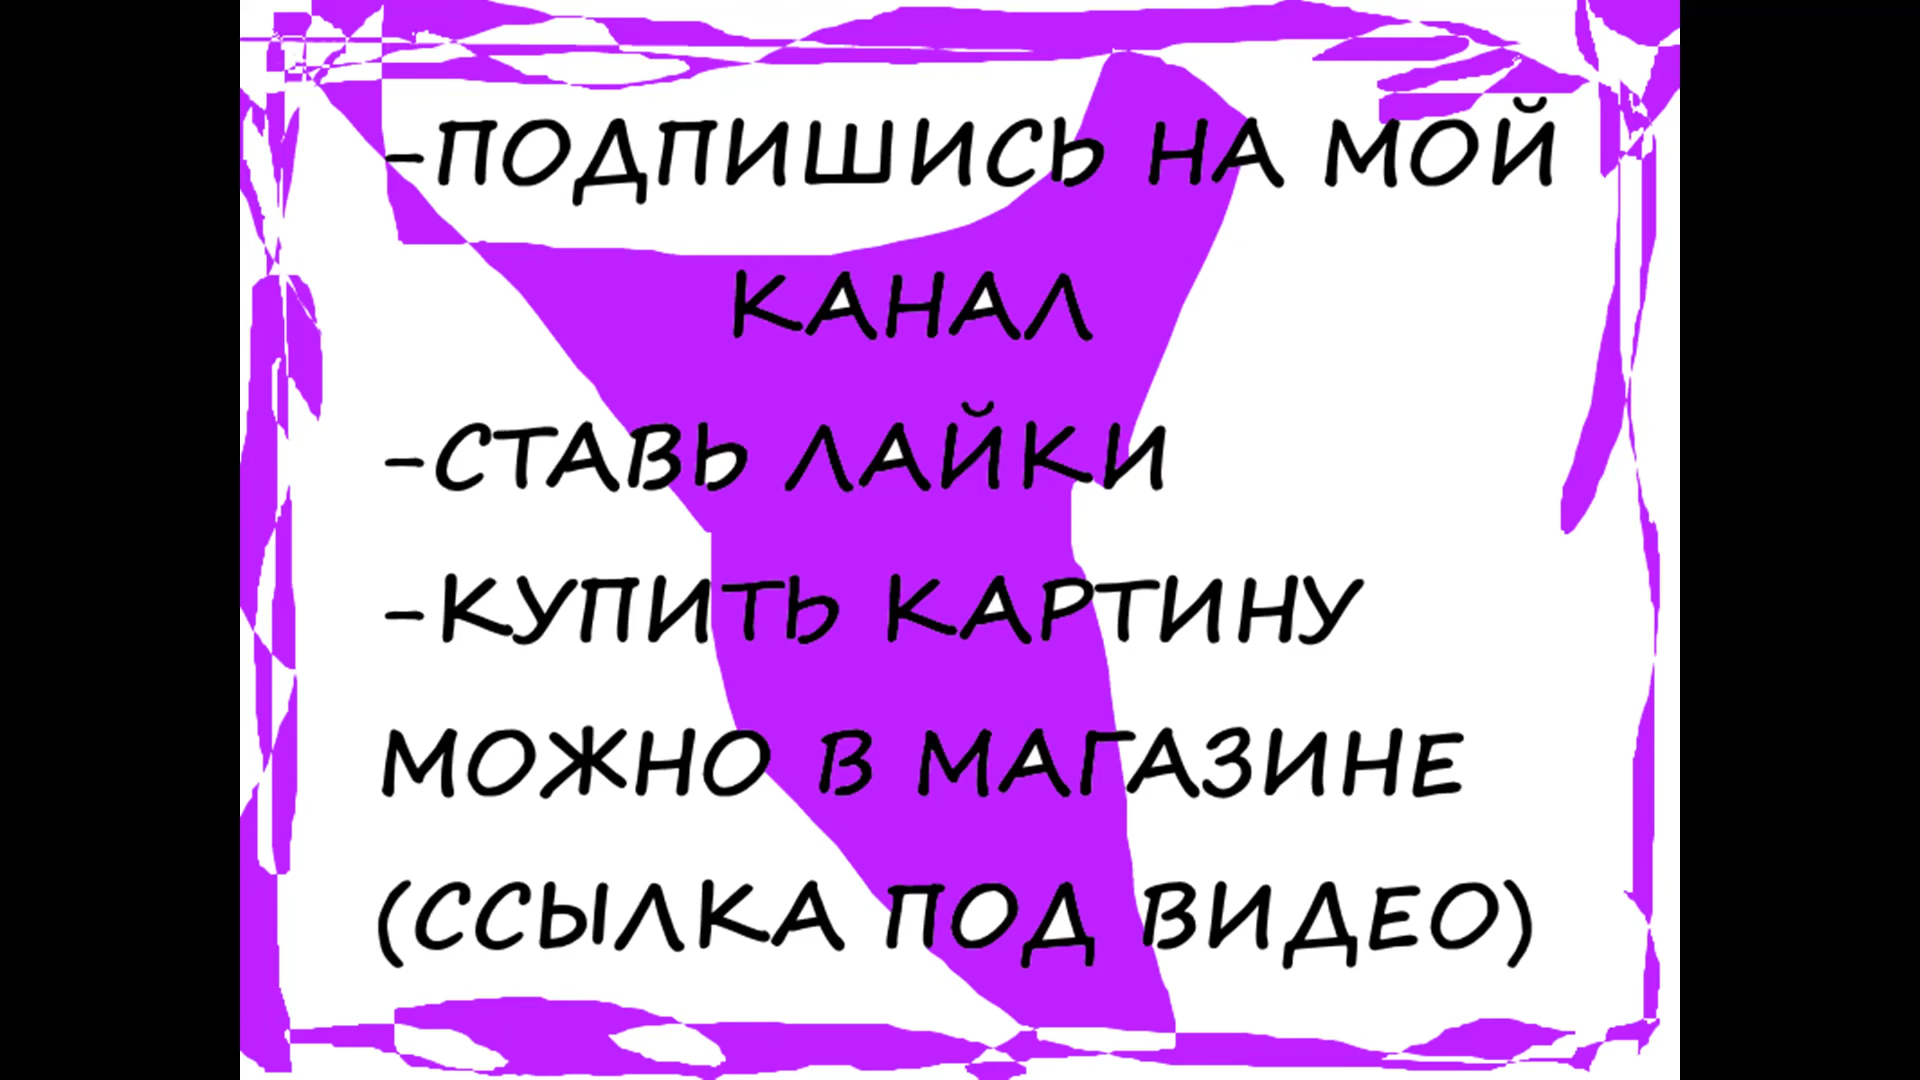 -ПОДПИШИСЬ НА МОЙ
КАНАЛ
-СТАВЬ ЛАЙКИ
-КУПИТЬ КАРТИНУ
МОЖНО В МАГАЗИНЕ
(ССЫЛКА ПОД ВИДЕО)